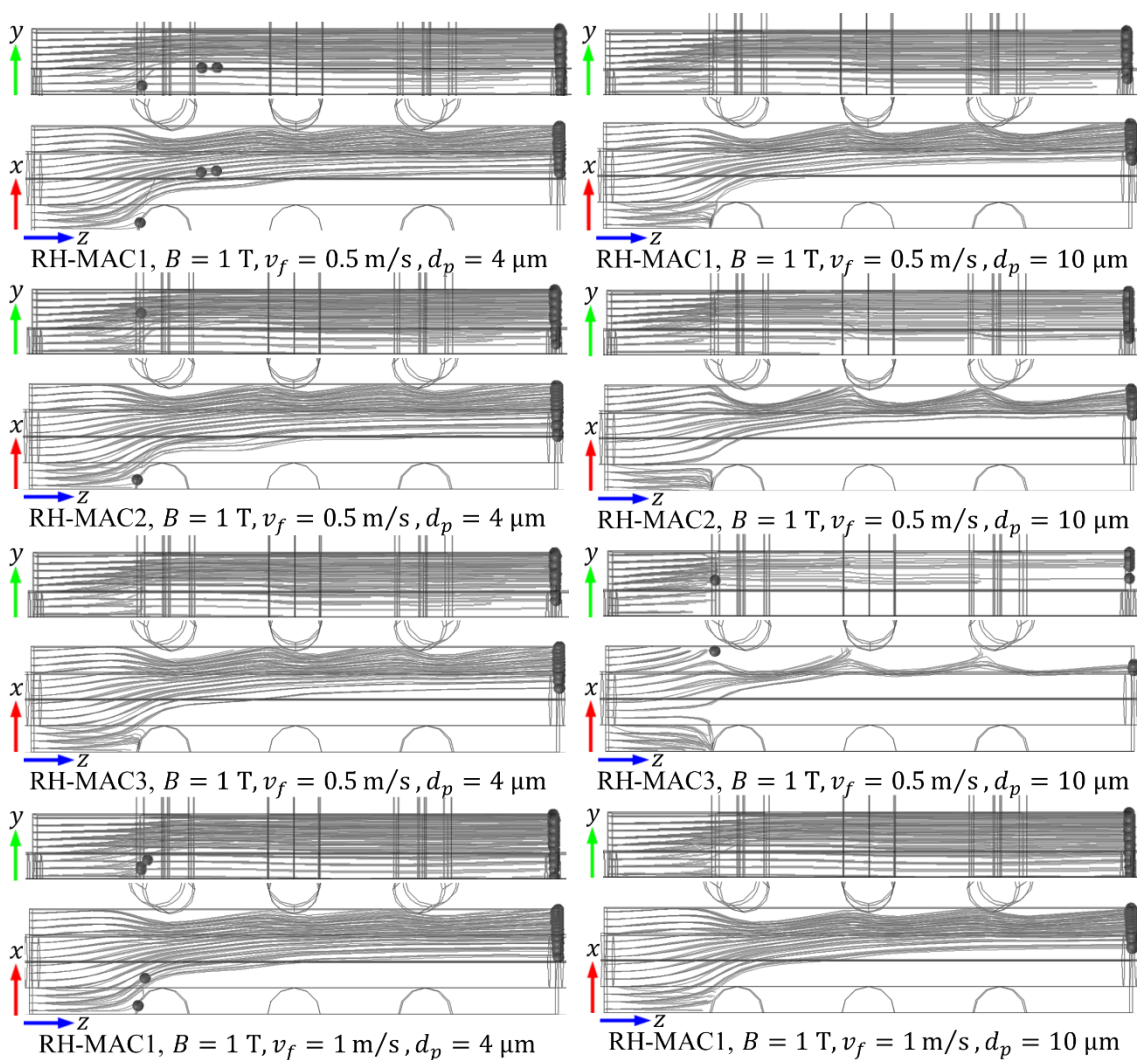 y
y
x
x
z
z
RH-MAC1, B = 1 T, v_f = 0.5 m/s , d_p = 4 μm
RH-MAC1, B = 1 T, v_f = 0.5 m/s , d_p = 10 μm
y
y
x
x
z
z
RH-MAC2, B = 1 T, v_f = 0.5 m/s , d_p = 4 μm
RH-MAC2, B = 1 T, v_f = 0.5 m/s , d_p = 10 μm
y
y
x
x
z
z
RH-MAC3, B = 1 T, v_f = 0.5 m/s , d_p = 4 μm
RH-MAC3, B = 1 T, v_f = 0.5 m/s , d_p = 10 μm
y
y
x
x
z
z
RH-MAC1, B = 1 T, v_f = 1 m/s , d_p = 4 μm
RH-MAC1, B = 1 T, v_f = 1 m/s , d_p = 10 μm